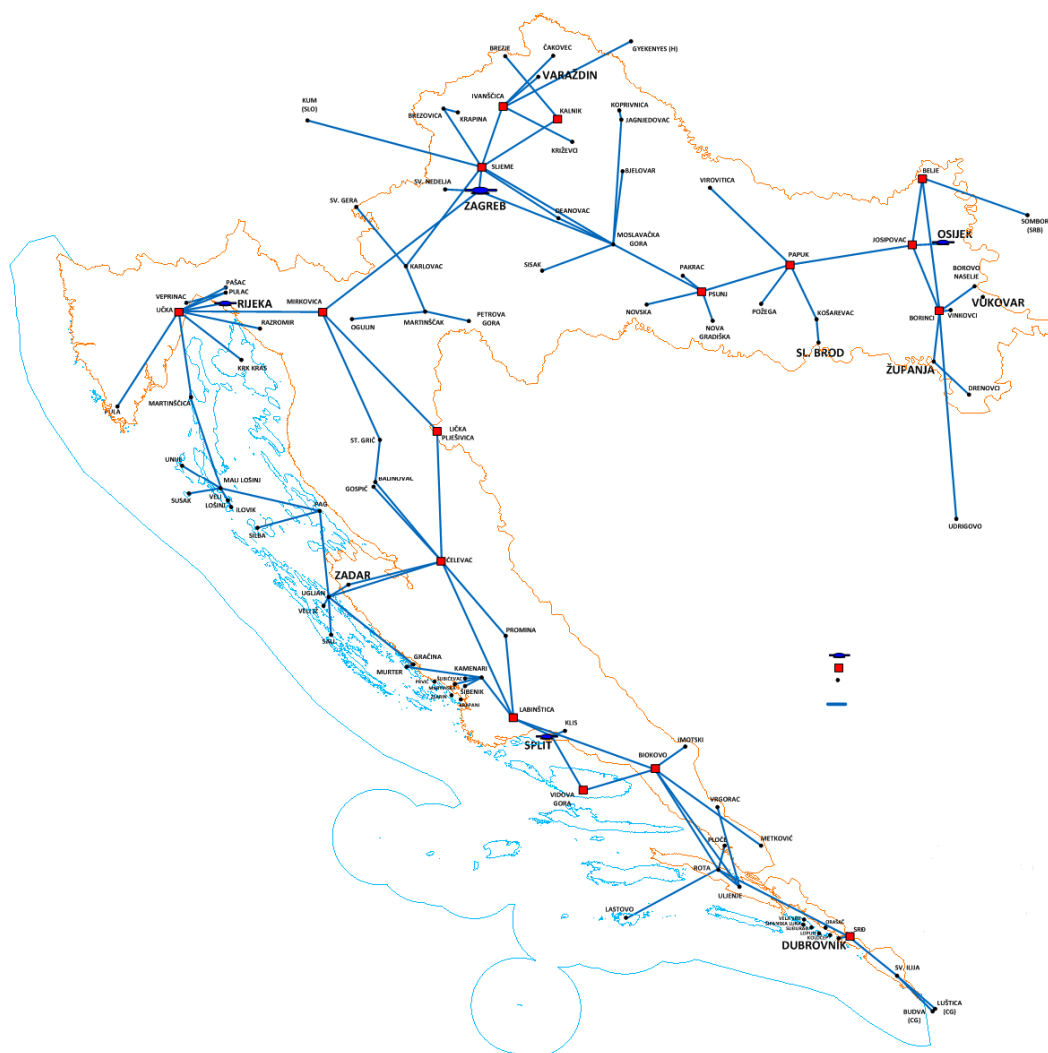 BREZJE
ČAKOVEC
GYEKENYES (H)
VARAŽDIN
IVANŠČICA
KUM
(SLO)
BREZOVICA
KRAPINA
KALNIK
KOPRIVNICA
JAGNJEDOVAC
KRIŽEVCI
SLJEME
BJELOVAR
SV. NEDELJA
VIROVITICA
BELJE
SV. GERA
ZAGREB
DEANOVAC
SOMBOR
(SRB)
MOSLAVAČKA
GORA
JOSIPOVAC
OSIJEK
PAPUK
KARLOVAC
SISAK
PAKRAC
BOROVO
NASELJE
PSUNJ
VUKOVAR
PAŠAC
PULAC
VEPRINAC
RIJEKA
UČKA
MIRKOVICA
RAZROMIR
OGULIN
MARTINŠČAK
PETROVA
GORA
NOVSKA
NOVA
GRADIŠKA
POŽEGA
KOŠAREVAC
BORINCI
VINKOVCI
SL. BROD
ŽUPANJA
KRK KRAS
DRENOVCI
MARTINŠĆICA
PULA
LIČKA
PLJEŠIVICA
ST. GRIČ
UNIJE
MALI LOŠINJ
GOSPIĆ
SUSAK
VELI
LOŠINJ
ILOVIK
PAG
SILBA
UDRIGOVO
ČELEVAC
ZADAR
UGLJAN
VELI IŽ
SALI
PROMINA
GRAČINA
MURTER
KAMENARI
ŠIBENIK
LABINŠTICA
KLIS
SPLIT
IMOTSKI
BIOKOVO
VIDOVA
GORA
VRGORAC
PLOČE
METKOVIĆ
ROTA
ULJENJE
LASTOVO
ORAŠAC
LOPUD
SRĐ
DUBROVNIK
SV. ILIJA
LUŠTICA
(CG)
BUDVA
(CG)